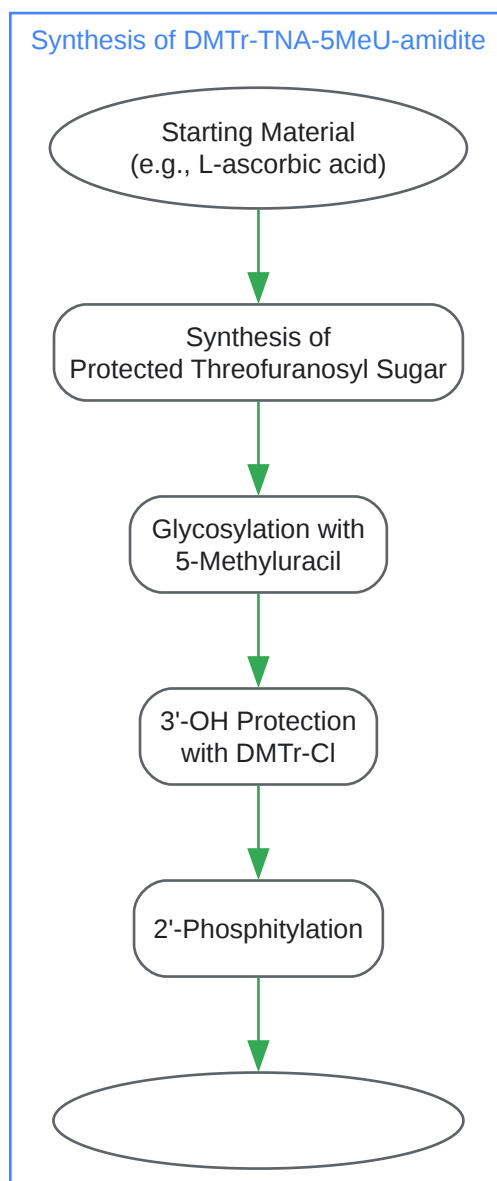 Synthesis of DMTr-TNA-5MeU-amidite
Starting Material
(e.g., L-ascorbic acid)
Synthesis of
Protected Threofuranosyl Sugar
Glycosylation with
5-Methyluracil
3'-OH Protection
with DMTr-Cl
2'-Phosphitylation